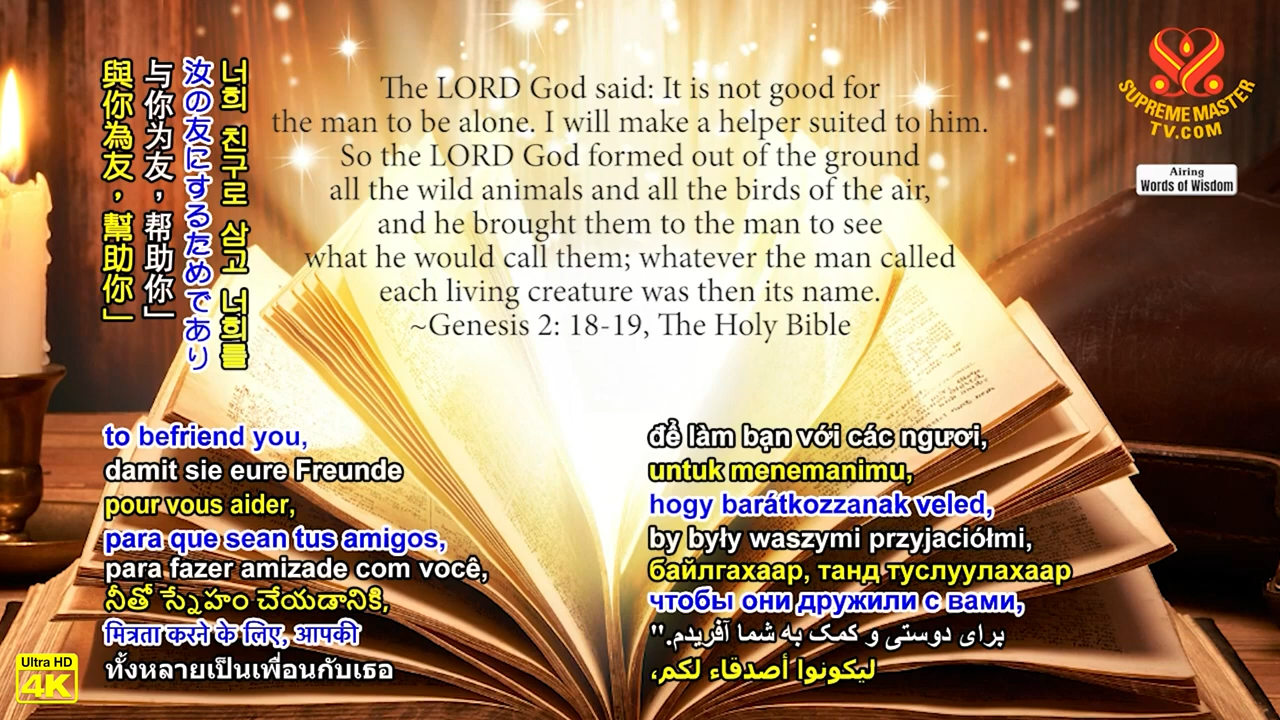 너희 친구로 삼고 너희를
汝の友にするためであり
与你为友，帮助你」
與你為友，幫助你」
The LORD God said: It is not good for
the man to be alone. I will make a helper suited to him.
So the LORD God formed out of the ground
all the wild animals and all the birds of the air,
and he brought them to the man to see
what he would call them; whatever the man called
each living creature was then its name.
~Genesis 2: 18-19, The Holy Bible
SUPREME MASTER
TV.COM
Airing
Words of Wisdom
to befriend you,
damit sie eure Freunde
pour vous aider,
para que sean tus amigos,
para fazer amizade com você,
నీతో స్నేహం చేయడానికి,
मित्रता करने के लिए, आपकी
ทั้งหลายเป็นเพื่อนกับเธอ
để làm bạn với các ngươi,
untuk menemanimu,
hogy barátkozzanak veled,
by były waszymi przyjaciółmi,
байлгахаар, танд туслуулахаар
чтобы они дружили с вами,
برای دوستی و کمک به شما آفریدم."
ليكونوا أصدقاء لكم،
Ultra HD
4K